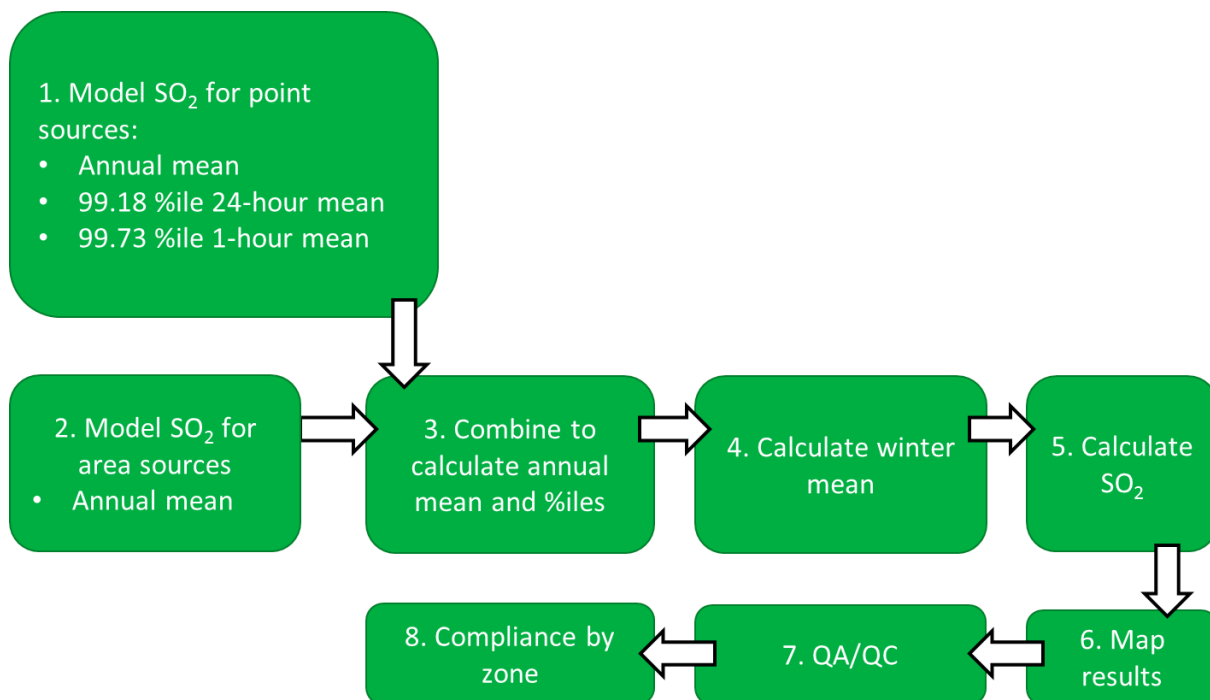 1. Model SO₂ for point
sources:
• Annual mean
• 99.18 %ile 24-hour mean
• 99.73 %ile 1-hour mean
2. Model SO₂ for
area sources
• Annual mean
3. Combine to
calculate annual
mean and %iles
4. Calculate winter
mean
5. Calculate
SO₂
6. Map
results
7. QA/QC
8. Compliance by
zone